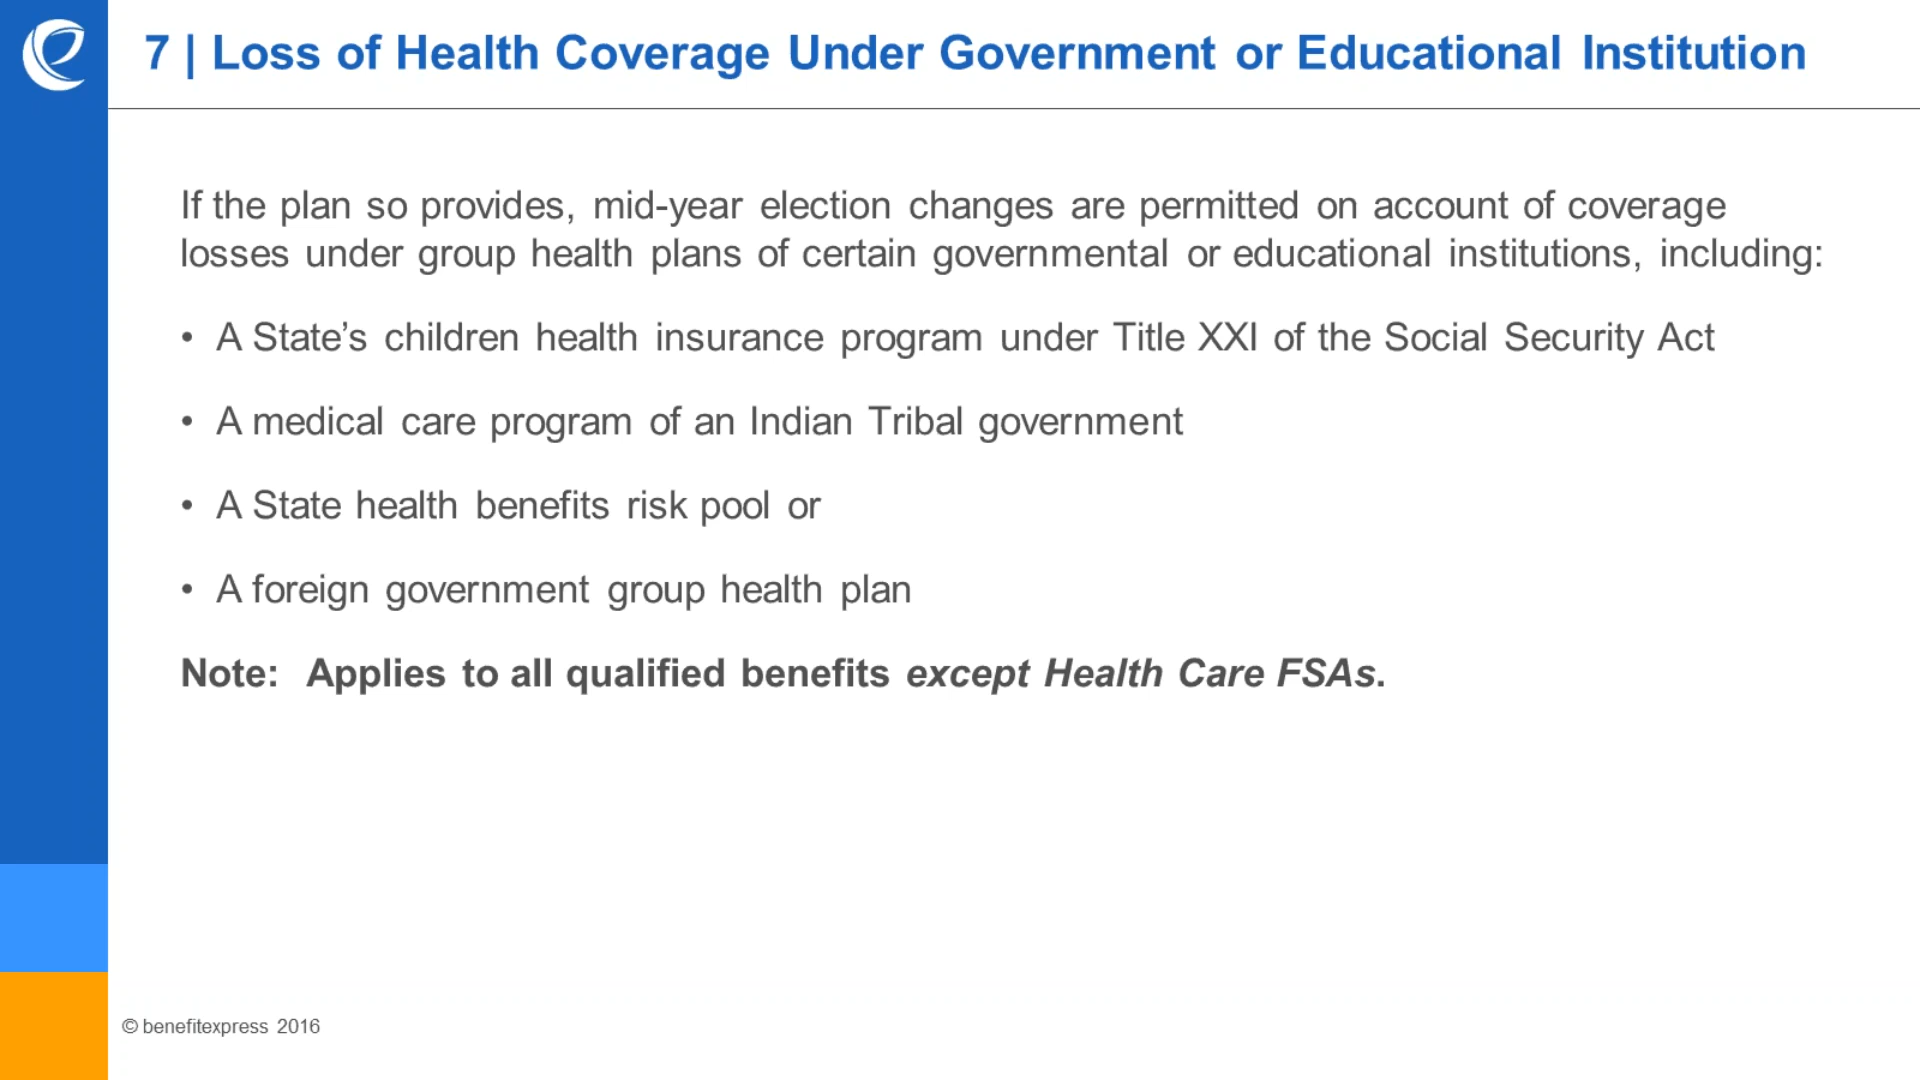 7 | Loss of Health Coverage Under Government or Educational Institution
If the plan so provides, mid-year election changes are permitted on account of coverage
losses under group health plans of certain governmental or educational institutions, including:
• A State’s children health insurance program under Title XXI of the Social Security Act
• A medical care program of an Indian Tribal government
• A State health benefits risk pool or
• A foreign government group health plan
Note: Applies to all qualified benefits except Health Care FSAs.
© benefitexpress 2016